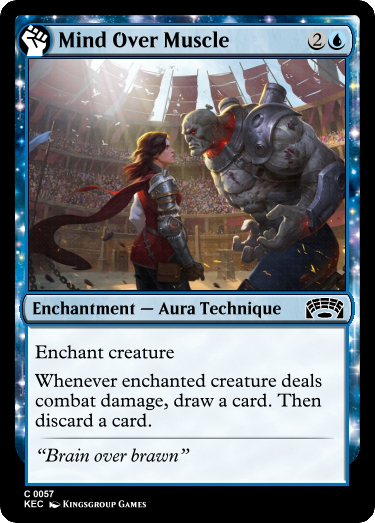 Mind Over Muscle 2
Enchantment — Aura Technique
Enchant creature
Whenever enchanted creature deals
combat damage, draw a card. Then
discard a card.
“Brain over brawn”
C 0057
KEC Kingsgroup Games